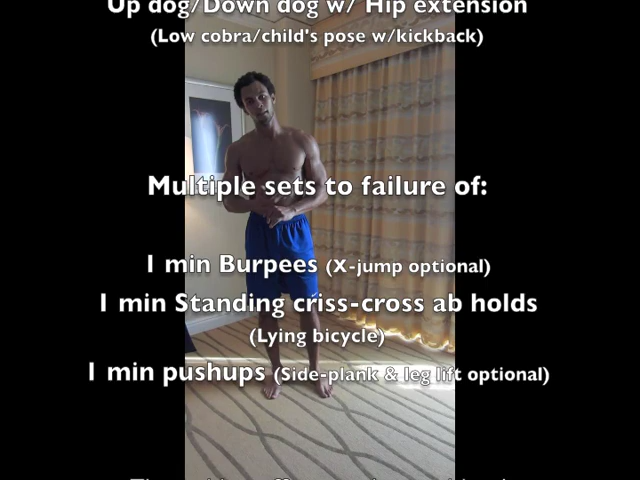 Up dog/Down dog w/ Hip extension
(Low cobra/child's pose w/kickback)
Multiple sets to failure of:
1 min Burpees (X-jump optional)
1 min Standing criss-cross ab holds
(Lying bicycle)
1 min pushups (Side-plank & leg lift optional)